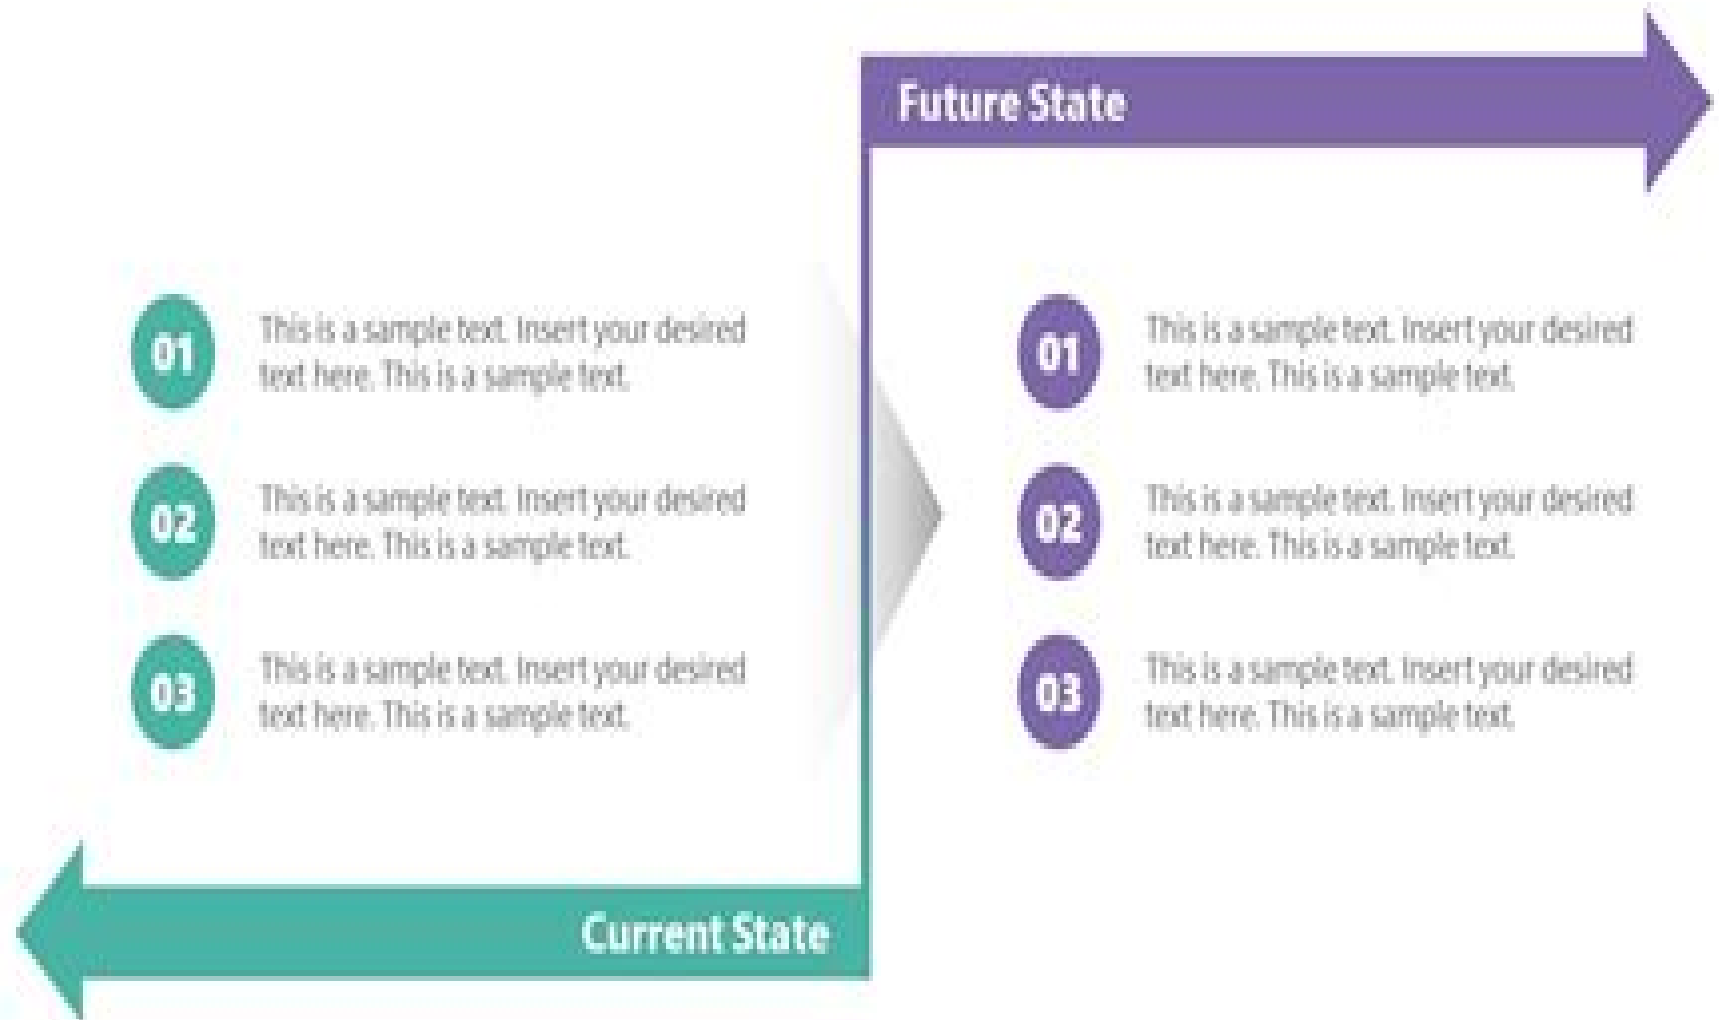 Future State
01
This is a sample text. Insert your desired
text here. This is a sample text.
02
This is a sample text. Insert your desired
text here. This is a sample text.
03
This is a sample text. Insert your desired
text here. This is a sample text.
01
This is a sample text. Insert your desired
text here. This is a sample text.
02
This is a sample text. Insert your desired
text here. This is a sample text.
03
This is a sample text. Insert your desired
text here. This is a sample text.
Current State